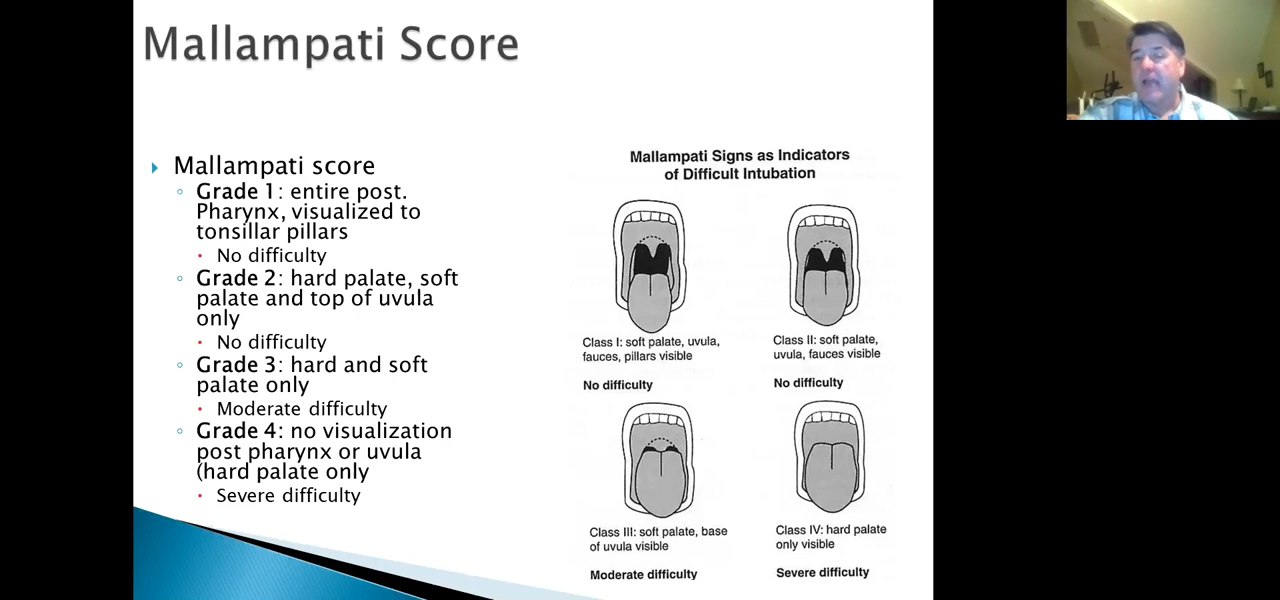 Mallampati Score
Mallampati score
Grade 1: entire post.
Pharynx, visualized to
tonsillar pillars
No difficulty
Grade 2: hard palate, soft
palate and top of uvula
only
No difficulty
Grade 3: hard and soft
palate only
Moderate difficulty
Grade 4: no visualization
post pharynx or uvula
(hard palate only
Severe difficulty
Mallampati Signs as Indicators
of Difficult Intubation
Class I: soft palate, uvula,
fauces, pillars visible
No difficulty
Class II: soft palate,
uvula, fauces visible
No difficulty
Class III: soft palate, base
of uvula visible
Moderate difficulty
Class IV: hard palate
only visible
Severe difficulty